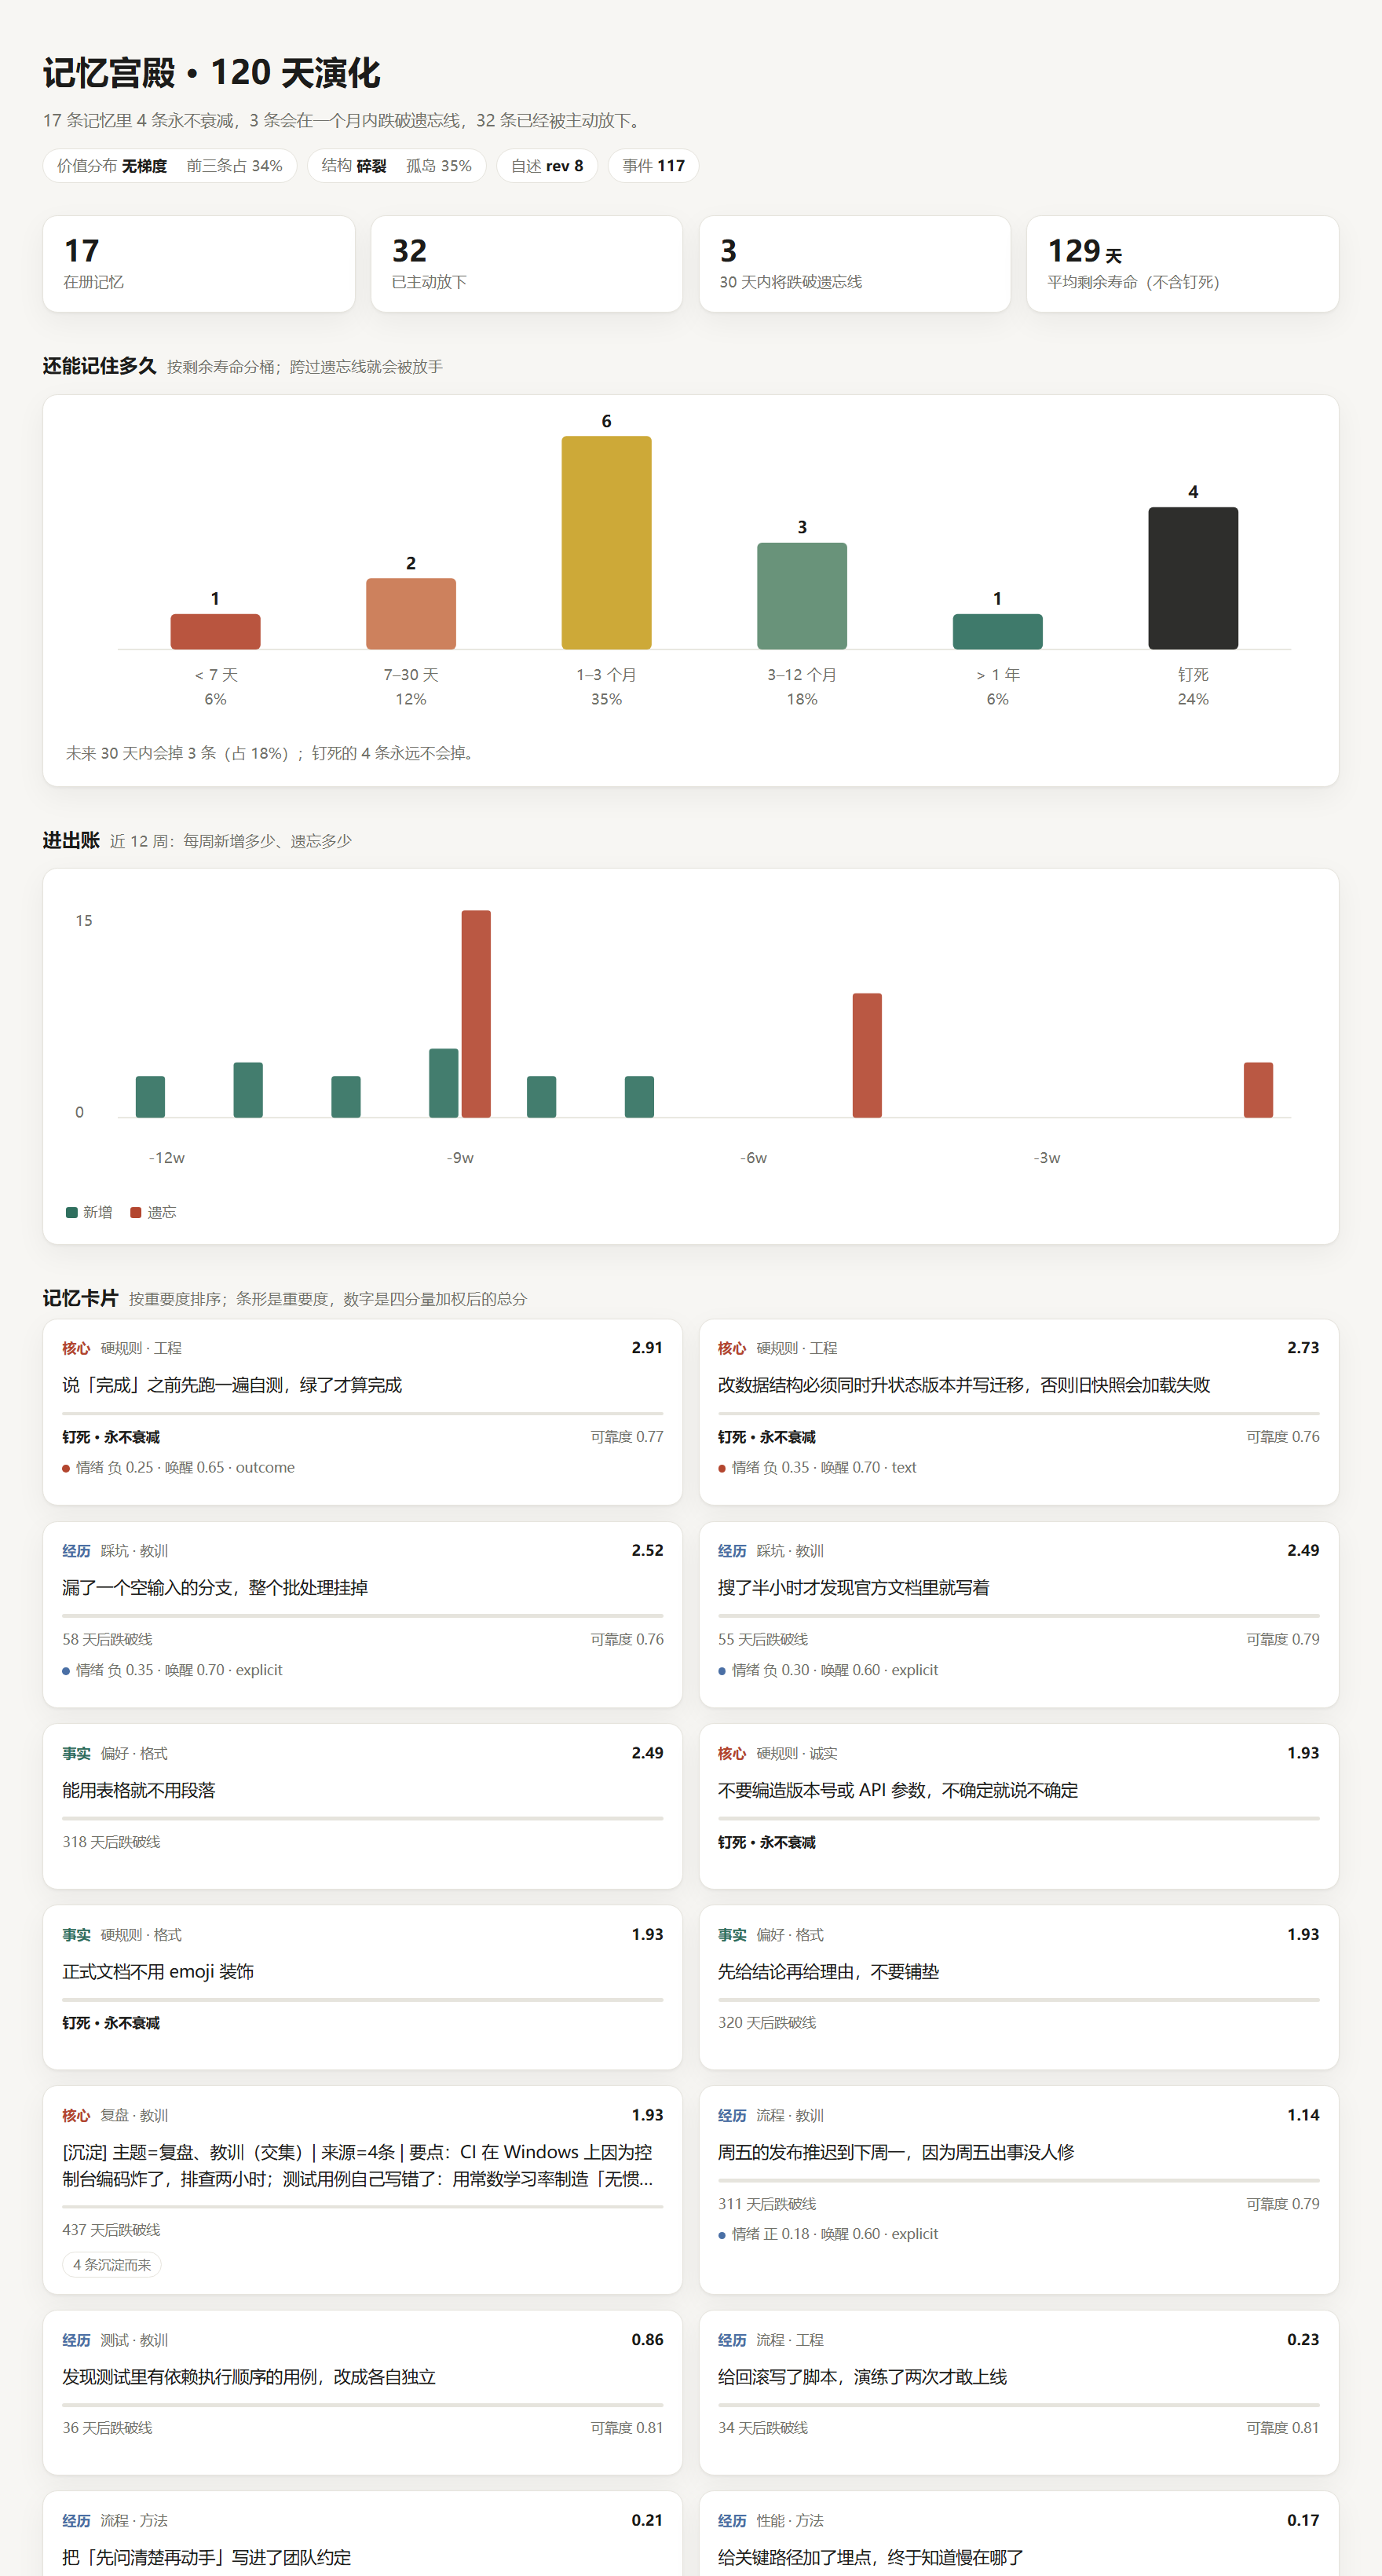 记忆宫殿 • 120 天演化
17 条记忆里 4 条永不衰减，3 条会在一个月内跌破遗忘线，32 条已经被主动放下。
价值分布 无梯度 前三条占 34% 结构 碎裂 孤岛 35% 自述 rev 8 事件 117
17 32 3 129 天
在册记忆 已主动放下 30 天内将跌破遗忘线 平均剩余寿命（不含钉死）
还能记住多久 按剩余寿命分桶；跨过遗忘线就会被放手
1 2 6 3 1 4
< 7 天 7–30 天 1–3 个月 3–12 个月 > 1 年 钉死
6% 12% 35% 18% 6% 24%
未来 30 天内会掉 3 条（占 18%）；钉死的 4 条永远不会掉。
进出账 近 12 周：每周新增多少、遗忘多少
15
0
-12w -9w -6w -3w
新增 遗忘
记忆卡片 按重要度排序；条形是重要度，数字是四分量加权后的总分
核心 硬规则 · 工程 2.91
说「完成」之前先跑一遍自测，绿了才算完成
钉死 • 永不衰减 可靠度 0.77
情绪 负 0.25 · 唤醒 0.65 · outcome
核心 硬规则 · 工程 2.73
改数据结构必须同时升状态版本并写迁移，否则旧快照会加载失败
钉死 • 永不衰减 可靠度 0.76
情绪 负 0.35 · 唤醒 0.70 · text
经历 踩坑 · 教训 2.52
漏了一个空输入的分支，整个批处理挂掉
58 天后跌破线 可靠度 0.76
情绪 负 0.35 · 唤醒 0.70 · explicit
经历 踩坑 · 教训 2.49
搜了半小时才发现官方文档里就写着
55 天后跌破线 可靠度 0.79
情绪 负 0.30 · 唤醒 0.60 · explicit
事实 偏好 · 格式 2.49
能用表格就不用段落
318 天后跌破线
核心 硬规则 · 诚实 1.93
不要编造版本号或 API 参数，不确定就说不确定
钉死 • 永不衰减
事实 硬规则 · 格式 1.93
正式文档不用 emoji 装饰
钉死 • 永不衰减
事实 偏好 · 格式 1.93
先给结论再给理由，不要铺垫
320 天后跌破线
核心 复盘 · 教训 1.93
[沉淀] 主题=复盘、教训（交集）| 来源=4条 | 要点：CI 在 Windows 上因为控
制台编码炸了，排查两小时；测试用例自己写错了：用常数学习率制造「无惯...
437 天后跌破线
4 条沉淀而来
经历 流程 · 教训 1.14
周五的发布推迟到下周一，因为周五出事没人修
311 天后跌破线 可靠度 0.79
情绪 正 0.18 · 唤醒 0.60 · explicit
经历 测试 · 教训 0.86
发现测试里有依赖执行顺序的用例，改成各自独立
36 天后跌破线 可靠度 0.81
经历 流程 · 工程 0.23
给回滚写了脚本，演练了两次才敢上线
34 天后跌破线 可靠度 0.81
经历 流程 · 方法 0.21
把「先问清楚再动手」写进了团队约定
经历 性能 · 方法 0.17
给关键路径加了埋点，终于知道慢在哪了